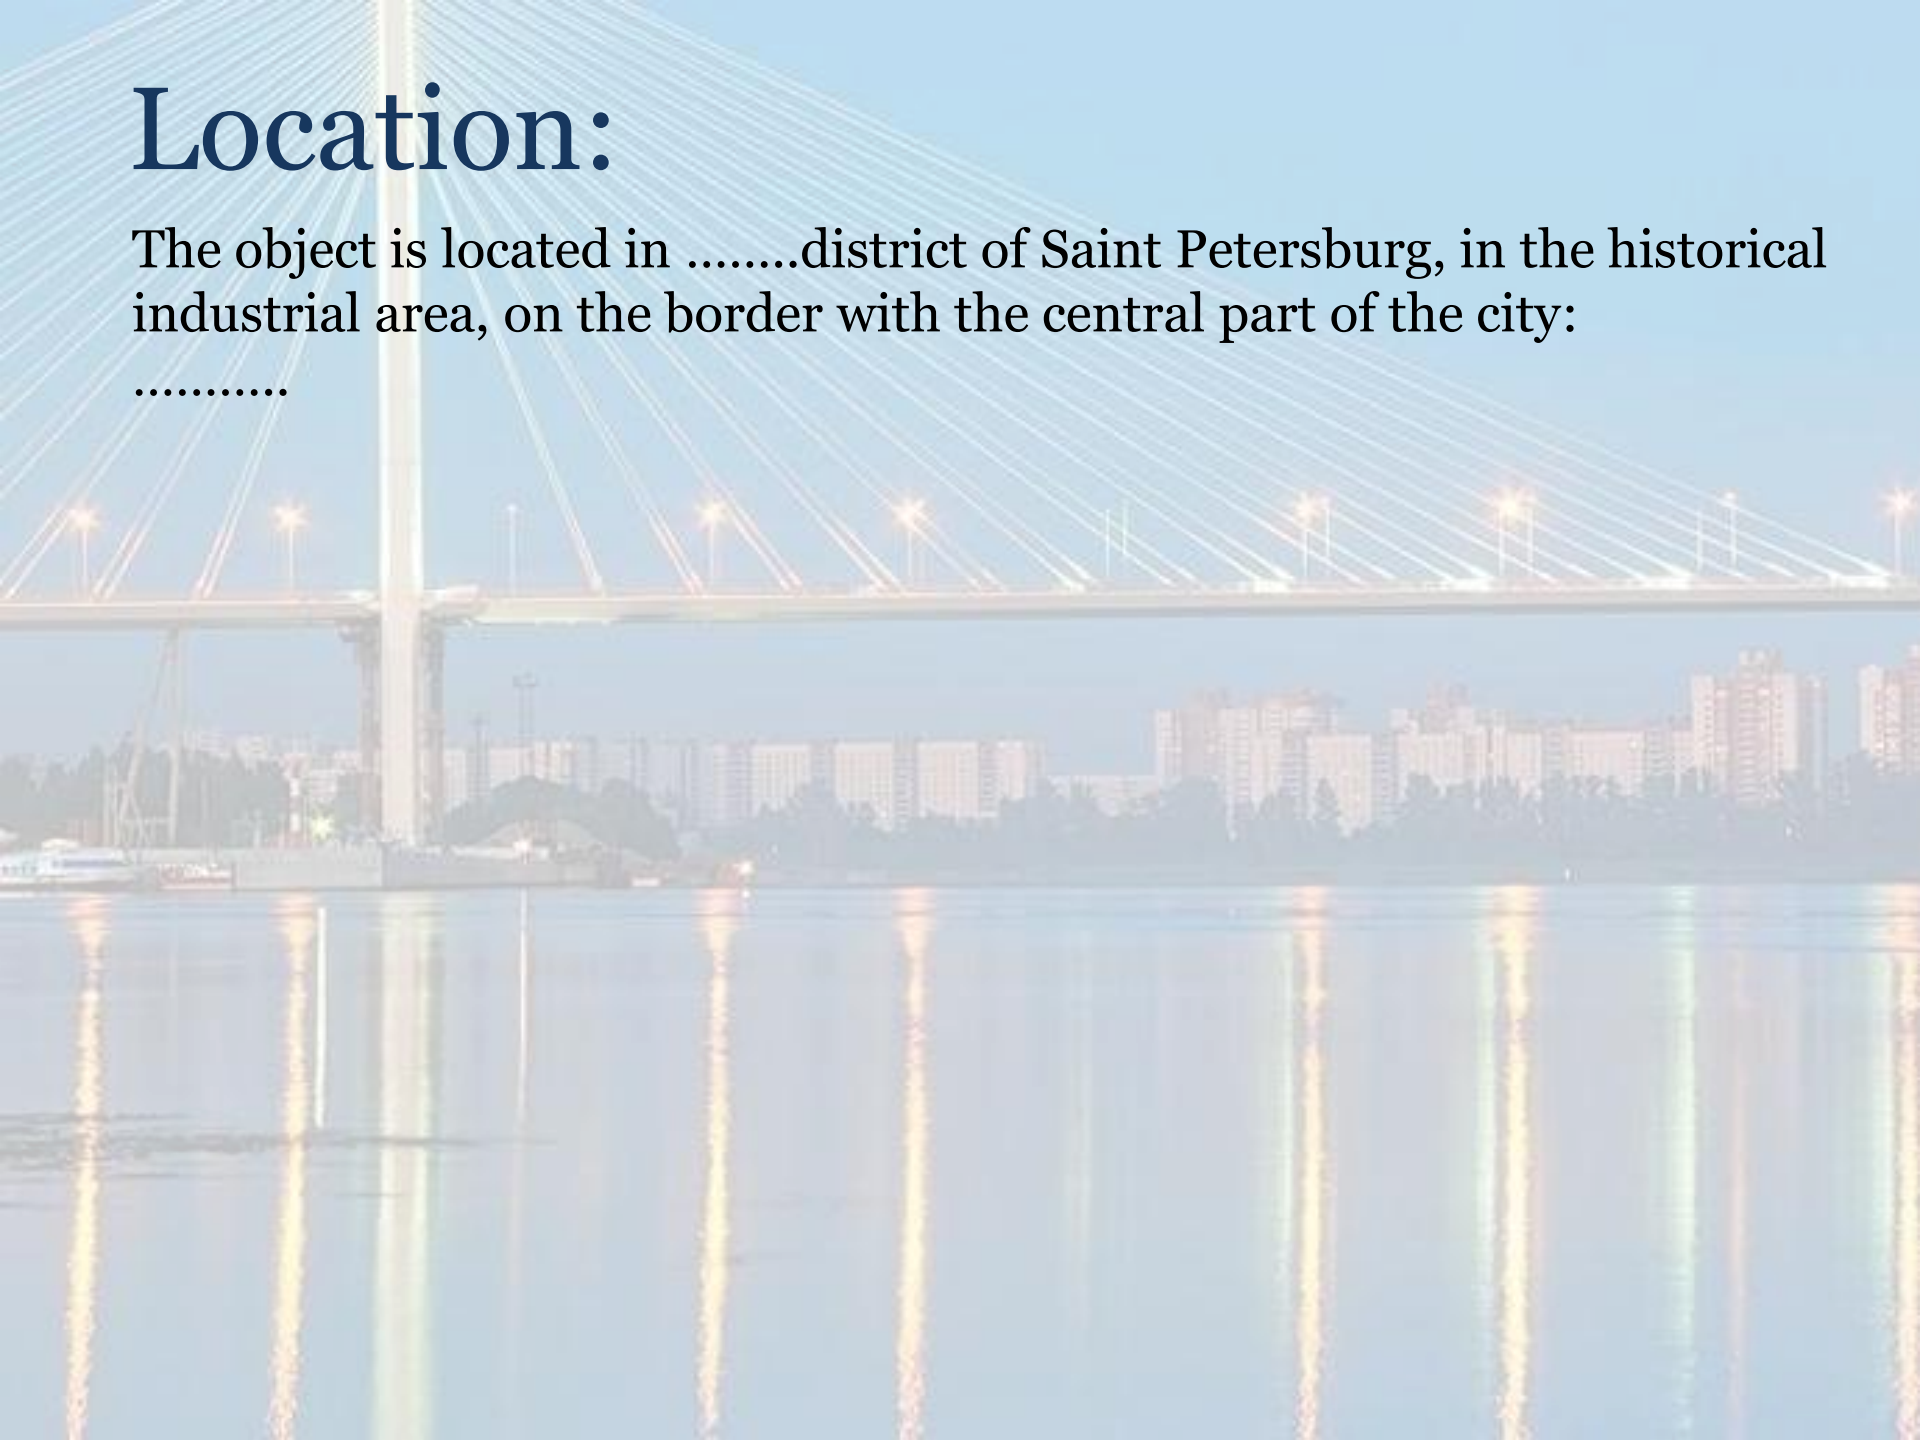 Location:
The object is located in ........district of Saint Petersburg, in the historical
industrial area, on the border with the central part of the city:
...........